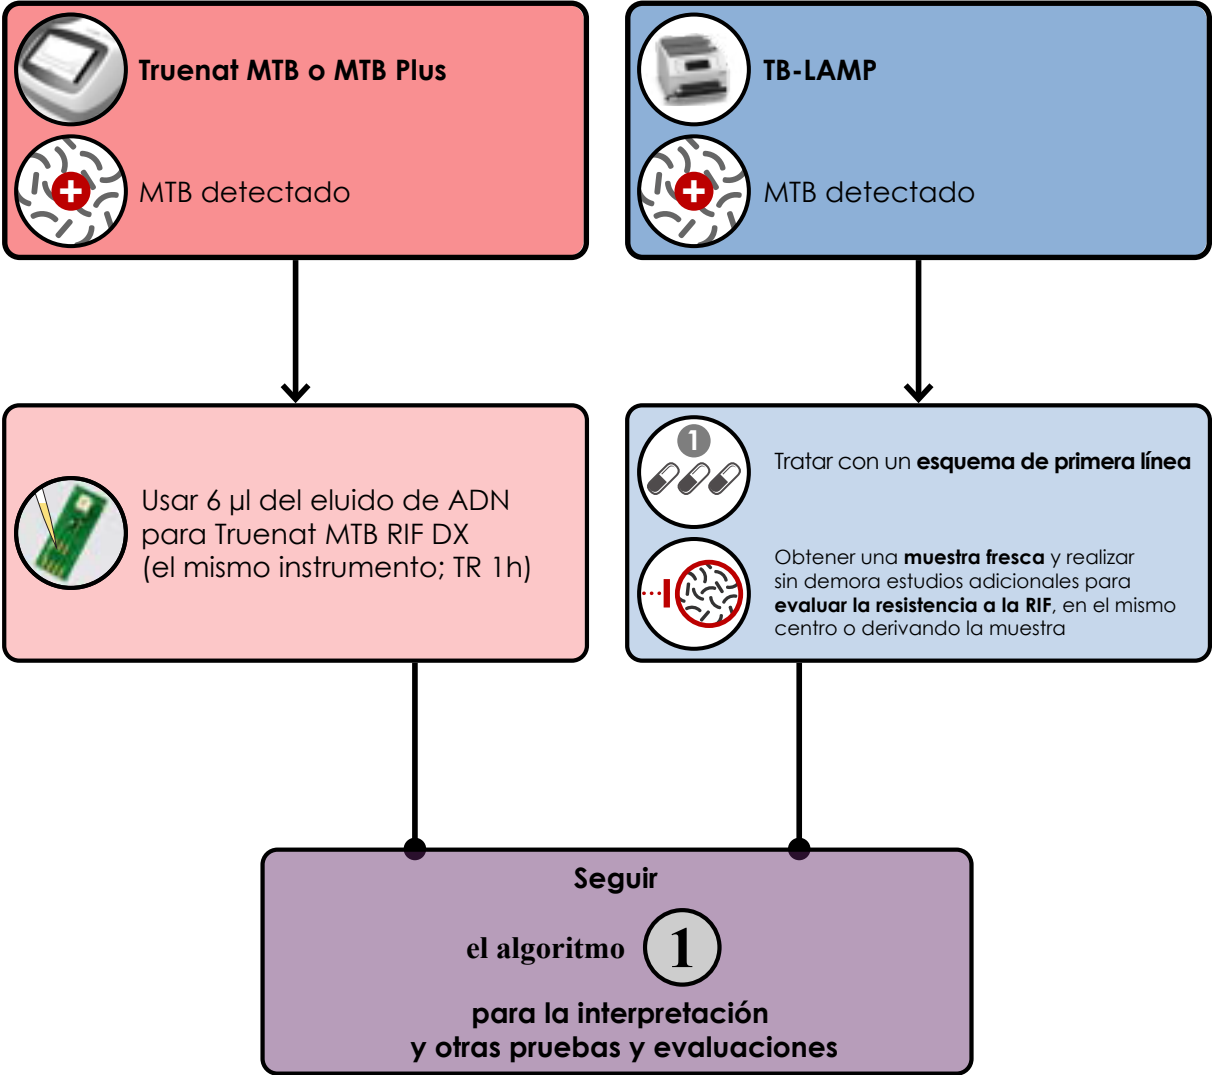 Truenat MTB o MTB Plus
MTB detectado
TB-LAMP
MTB detectado
Usar 6 µl del eluido de ADN
para Truenat MTB RIF DX
(el mismo instrumento; TR 1h)
1
Tratar con un esquema de primera línea
Obtener una muestra fresca y realizar
sin demora estudios adicionales para
evaluar la resistencia a la RIF, en el mismo
centro o derivando la muestra
Seguir
el algoritmo 1
para la interpretación
y otras pruebas y evaluaciones